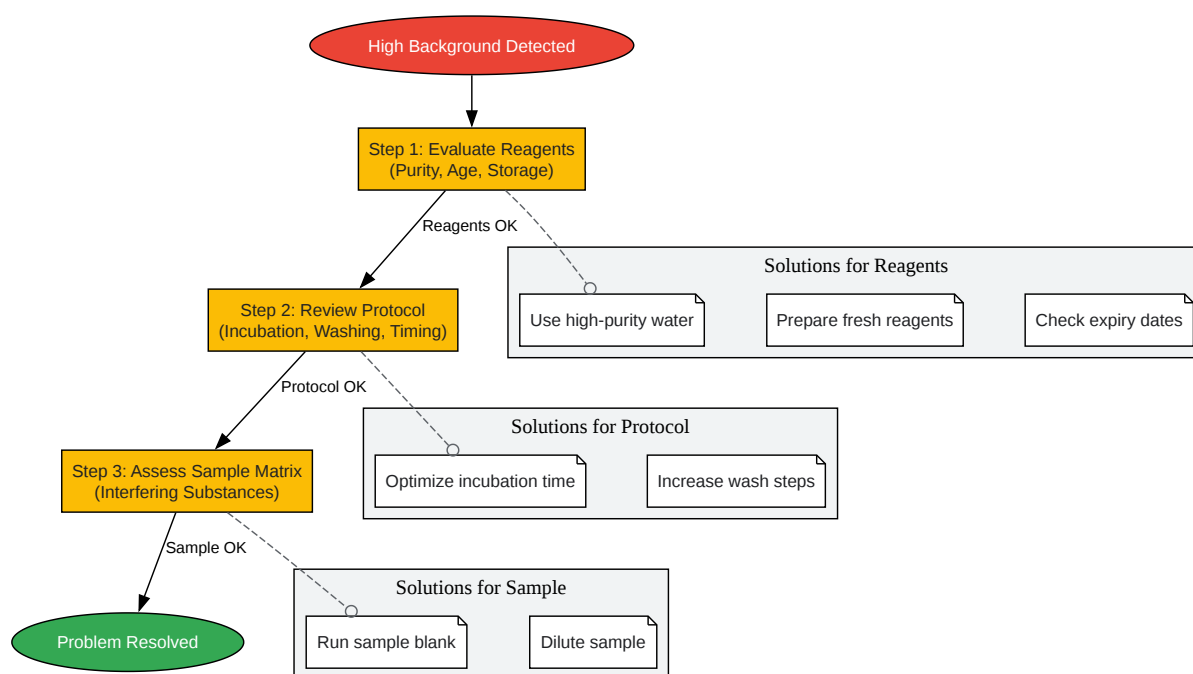 High Background Detected
Step 1: Evaluate Reagents
(Purity, Age, Storage)
Reagents OK
Solutions for Reagents
Use high-purity water
Prepare fresh reagents
Check expiry dates
Step 2: Review Protocol
(Incubation, Washing, Timing)
Protocol OK
Solutions for Protocol
Optimize incubation time
Increase wash steps
Step 3: Assess Sample Matrix
(Interfering Substances)
Sample OK
Solutions for Sample
Run sample blank
Dilute sample
Problem Resolved